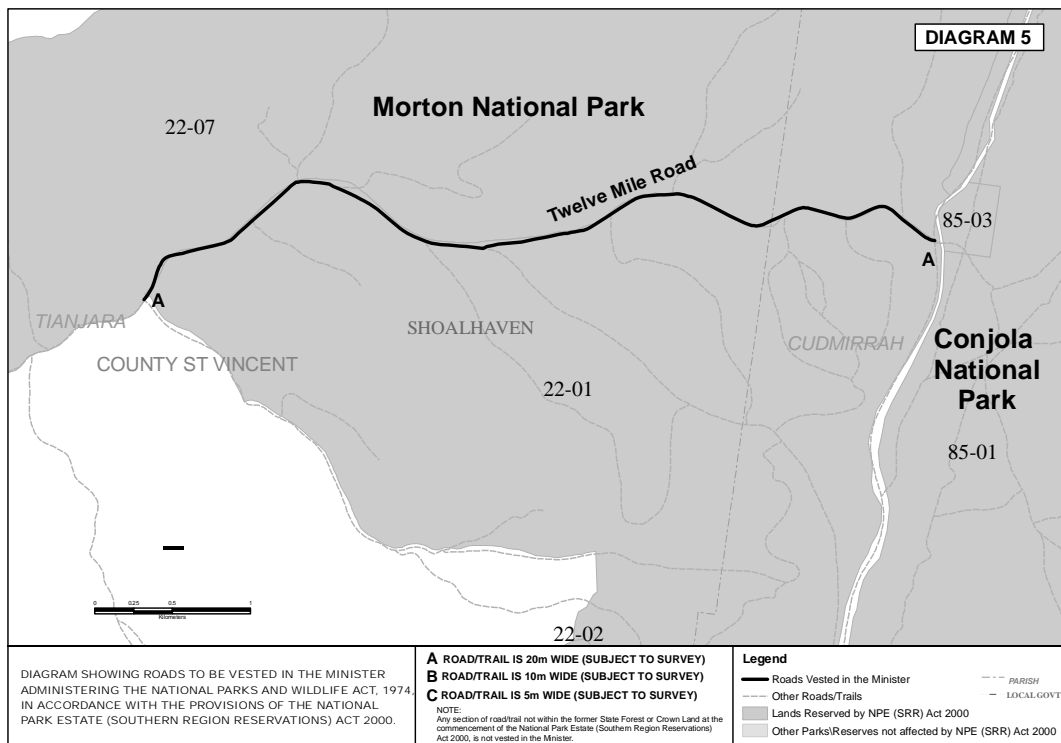 DIAGRAM 5
Morton National Park
22-07
Twelve Mile Road
85-03
A
A
TIANJARA
SHOALHAVEN
CUDMIRRAH
COUNTY ST VINCENT
Conjola
National
Park
22-01
85-01
0 0.25 0.5 1
Kilometers
22-02
DIAGRAM SHOWING ROADS TO BE VESTED IN THE MINISTER
ADMINISTERING THE NATIONAL PARKS AND WILDLIFE ACT, 1974,
IN ACCORDANCE WITH THE PROVISIONS OF THE NATIONAL
PARK ESTATE (SOUTHERN REGION RESERVATIONS) ACT 2000.
A ROAD/TRAIL IS 20m WIDE (SUBJECT TO SURVEY)
B ROAD/TRAIL IS 10m WIDE (SUBJECT TO SURVEY)
C ROAD/TRAIL IS 5m WIDE (SUBJECT TO SURVEY)
NOTE:
Any section of road/trail not within the former State Forest or Crown Land at the
commencement of the National Park Estate (Southern Region Reservations)
Act 2000, is not vested in the Minister.
Legend
Roads Vested in the Minister
Other Roads/Trails
Lands Reserved by NPE (SRR) Act 2000
Other Parks\Reserves not affected by NPE (SRR) Act 2000
PARISH
LOCAL GOVT